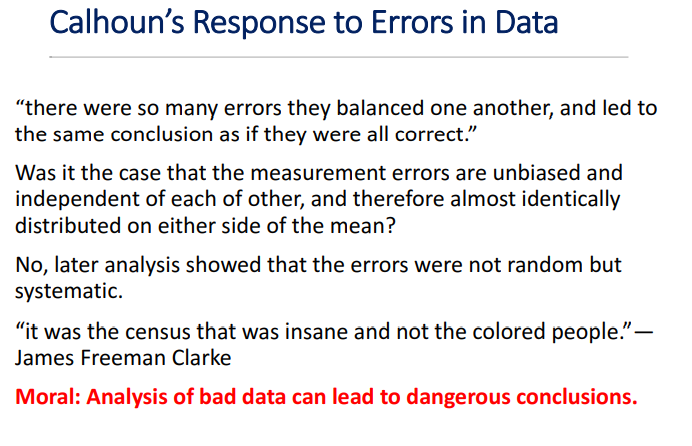 Calhoun’s Response to Errors in Data
“there were so many errors they balanced one another, and led to
the same conclusion as if they were all correct.”
Was it the case that the measurement errors are unbiased and
independent of each of other, and therefore almost identically
distributed on either side of the mean?
No, later analysis showed that the errors were not random but
systematic.
“it was the census that was insane and not the colored people.”—
James Freeman Clarke
Moral: Analysis of bad data can lead to dangerous conclusions.